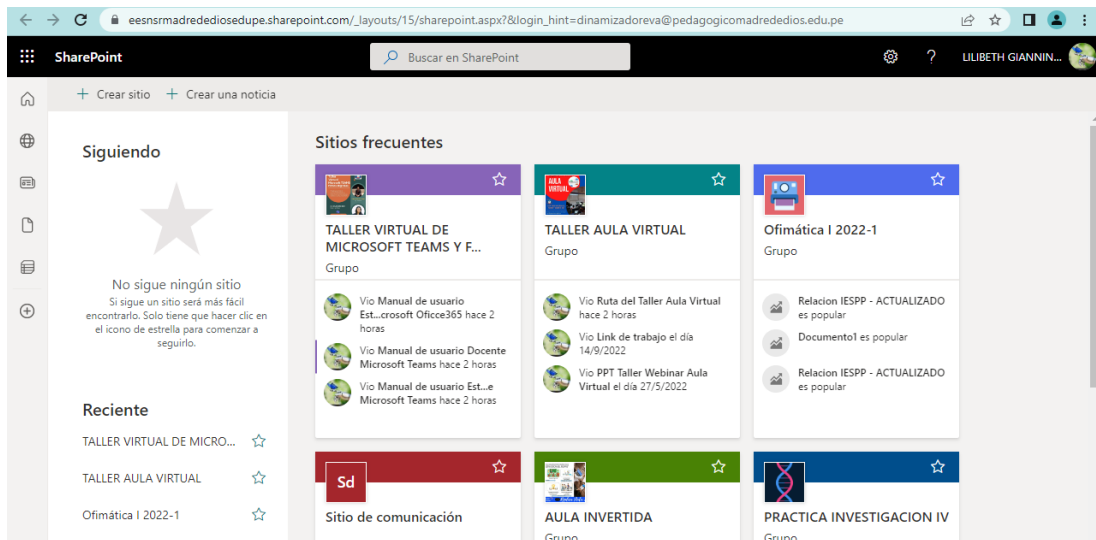 eesnsrmadredediosedupe.sharepoint.com/_layouts/15/sharepoint.aspx?&login_hint=dinamizadoreva@pedagogicomadrededios.edu.pe
SharePoint
Buscar en SharePoint
?
LILIBETH GIANNIN...
+ Crear sitio
+ Crear una noticia
Siguiendo
No sigue ningún sitio
Si sigue un sitio será más fácil
encontrarlo. Solo tiene que hacer clic en
el icono de estrella para comenzar a
seguirlo.
Reciente
TALLER VIRTUAL DE MICRO...
TALLER AULA VIRTUAL
Ofimática I 2022-1
Sitios frecuentes
TALLER VIRTUAL DE
MICROSOFT TEAMS Y F...
Grupo
Vio Manual de usuario
Est...crosoft Oficce365 hace 2
horas
Vio Manual de usuario Docente
Microsoft Teams hace 2 horas
Vio Manual de usuario Est...e
Microsoft Teams hace 2 horas
AULA
VIRTUAL
TALLER AULA VIRTUAL
Grupo
Vio Ruta del Taller Aula Virtual
hace 2 horas
Vio Link de trabajo el día
14/9/2022
Vio PPT Taller Webinar Aula
Virtual el día 27/5/2022
Ofimática I 2022-1
Grupo
Relacion IESPP - ACTUALIZADO
es popular
Documento1 es popular
Relacion IESPP - ACTUALIZADO
es popular
Sd
Sitio de comunicación
AULA INVERTIDA
Grupo
PRACTICA INVESTIGACION IV
Grupo